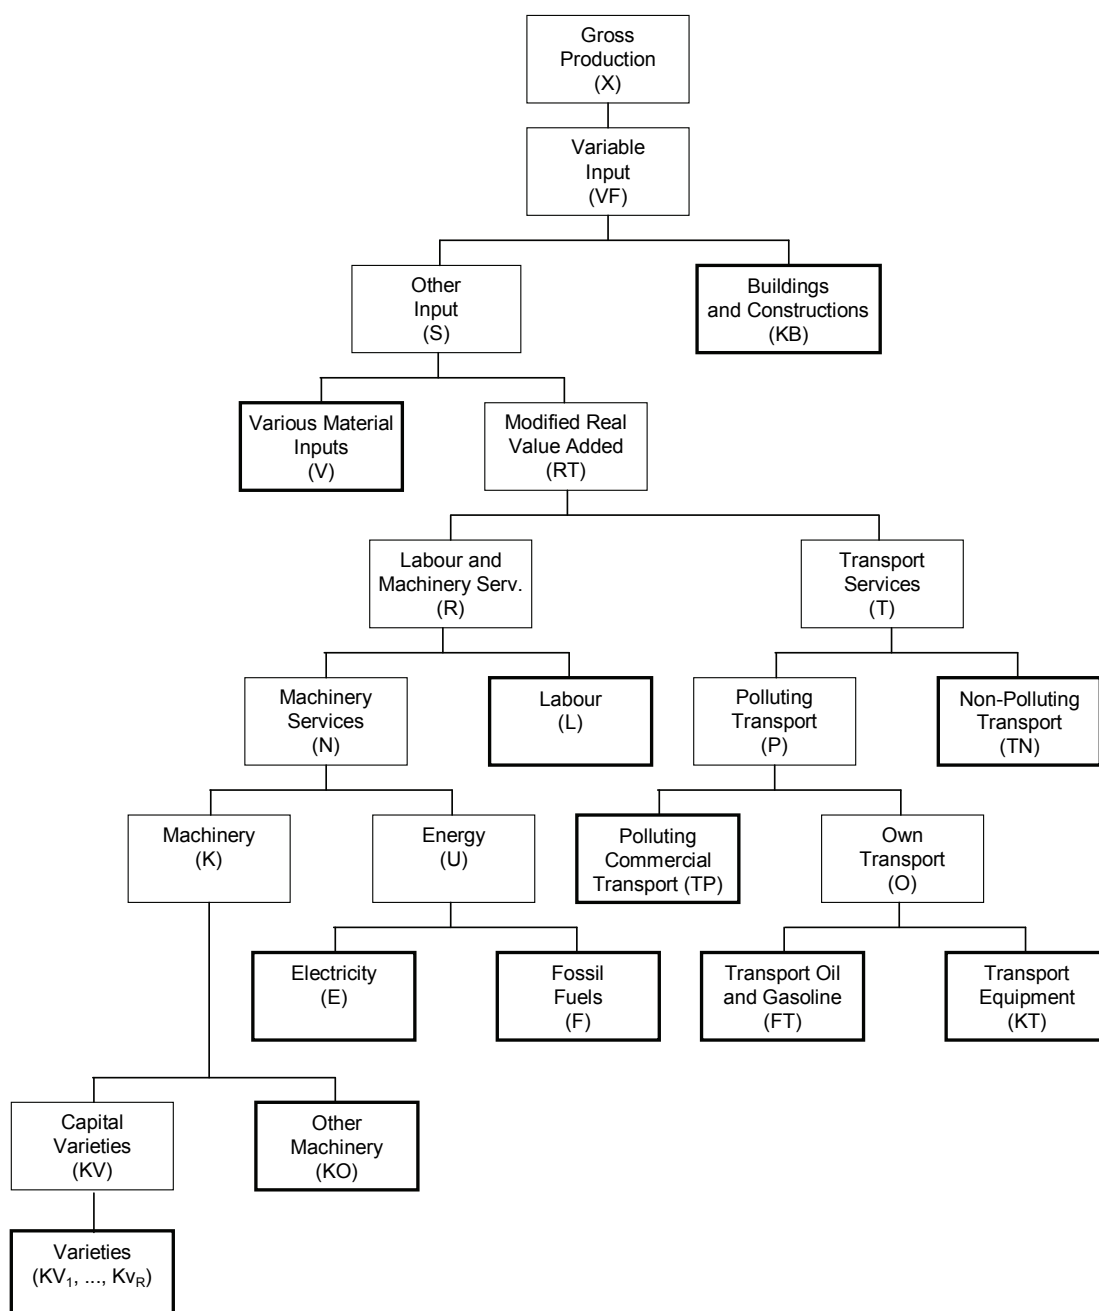 Gross
Production
(X)
Variable
Input
(VF)
Other
Input
(S)
Buildings
and Constructions
(KB)
Various Material
Inputs
(V)
Modified Real
Value Added
(RT)
Labour and
Machinery Serv.
(R)
Transport
Services
(T)
Machinery
Services
(N)
Labour
(L)
Polluting
Transport
(P)
Non-Polluting
Transport
(TN)
Machinery
(K)
Energy
(U)
Polluting
Commercial
Transport (TP)
Own
Transport
(O)
Electricity
(E)
Fossil
Fuels
(F)
Transport Oil
and Gasoline
(FT)
Transport
Equipment
(KT)
Capital
Varieties
(KV)
Other
Machinery
(KO)
Varieties
(KV₁, ..., Kv_R)